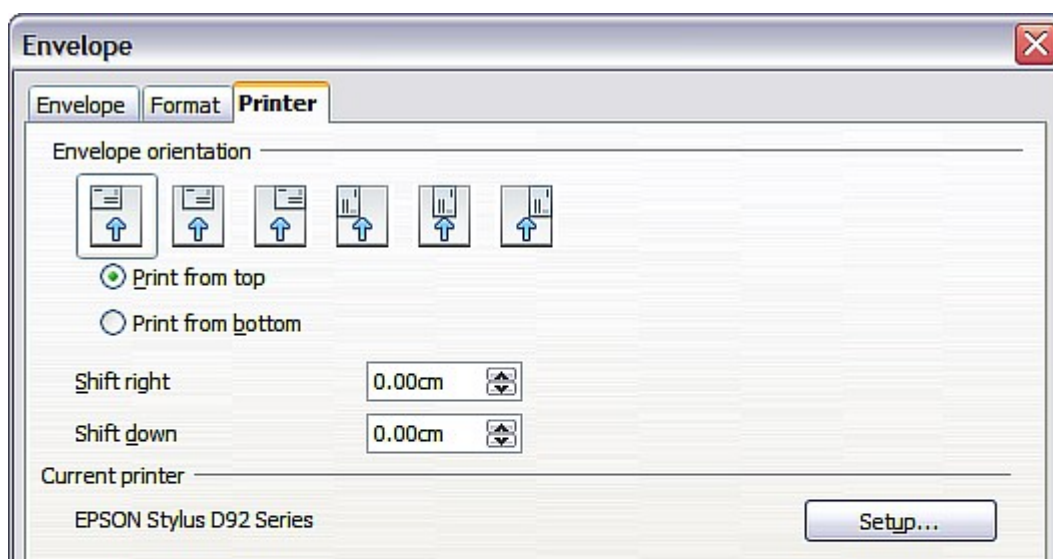 Envelope
Envelope Format Printer
Envelope orientation
Print from top
Print from bottom
Shift right 0.00cm
Shift down 0.00cm
Current printer
EPSON Stylus D92 Series Setup...